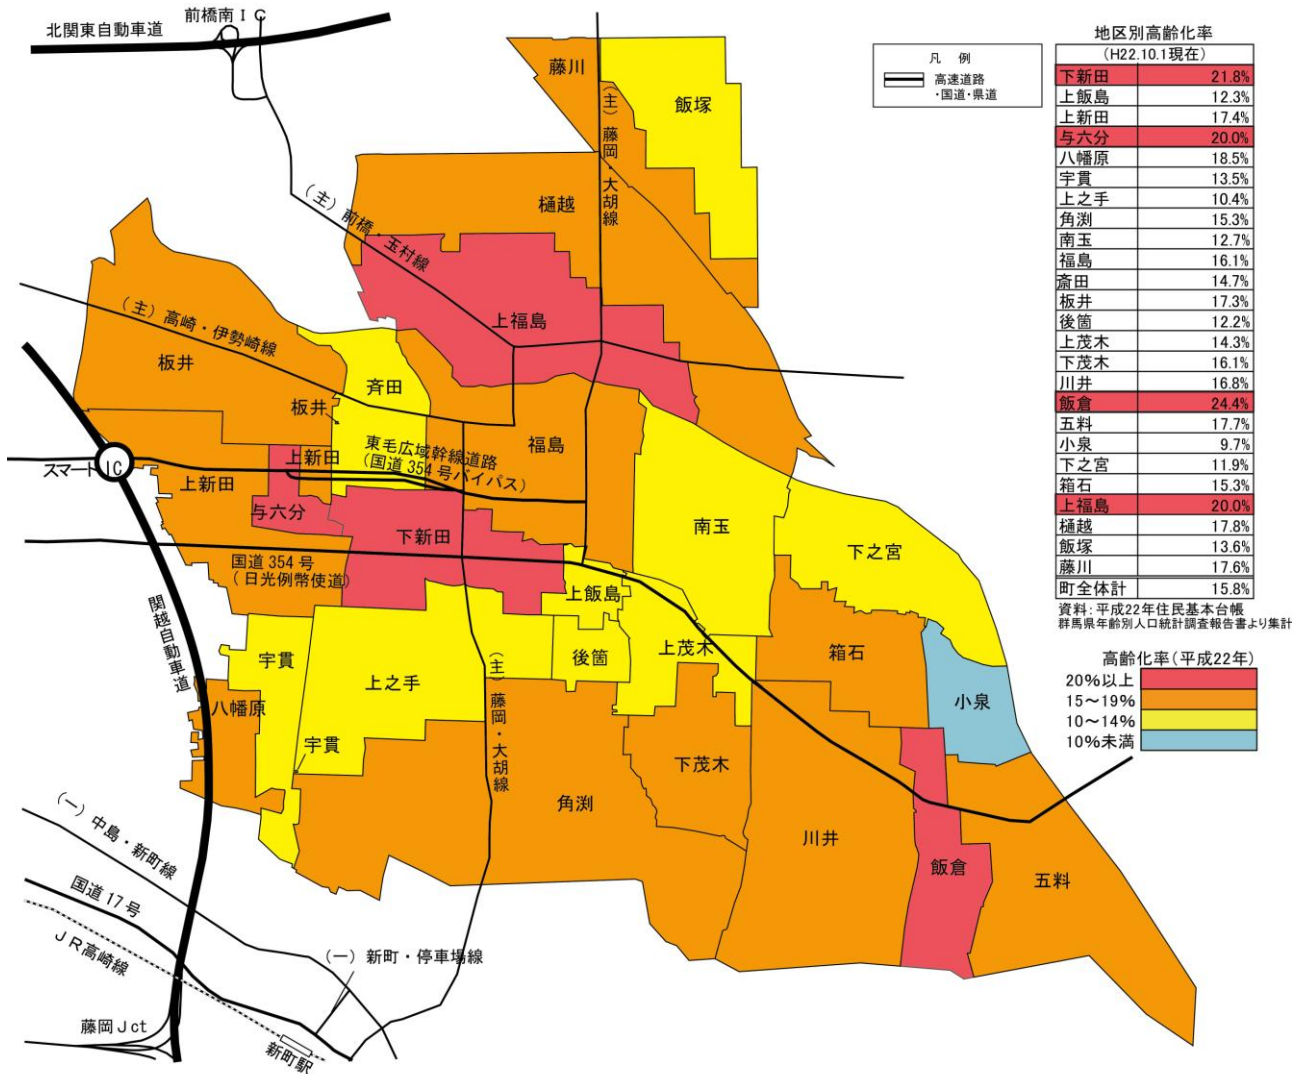 前橋南ＩＣ
北関東自動車道
凡　例
高速道路
・国道・県道
地区別高齢化率
(H22.10.1現在)
下新田 21.8%
上飯島 12.3%
上新田 17.4%
与六分 20.0%
八幡原 18.5%
宇貫 13.5%
上之手 10.4%
角渕 15.3%
南玉 12.7%
福島 16.1%
斎田 14.7%
板井 17.3%
後箇 12.2%
上茂木 14.3%
下茂木 16.1%
川井 16.8%
飯倉 24.4%
五料 17.7%
小泉 9.7%
下之宮 11.9%
箱石 15.3%
上福島 20.0%
樋越 17.8%
飯塚 13.6%
藤川 17.6%
町全体計 15.8%
資料：平成22年住民基本台帳
群馬県年齢別人口統計調査報告書より集計
高齢化率（平成22年）
20%以上
15～19%
10～14%
10%未満
藤川
飯塚
（主）藤岡・大胡線
樋越
（主）前橋・玉村線
上福島
（主）高崎・伊勢崎線
板井
斉田
板井
福島
東毛広域幹線道路
（国道354号バイパス）
上新田
スマートIC
上新田
与六分
下新田
南玉
下之宮
国道354号
（日光例幣使道）
上飯島
関越自動車道
宇貫
後箇
上茂木
箱石
上之手
小泉
八幡原
（主）藤岡・大胡線
宇貫
下茂木
角渕
川井
飯倉
五料
（一）中島・新町線
国道17号
ＪＲ高崎線
（一）新町・停車場線
藤岡Ｊct
新町駅